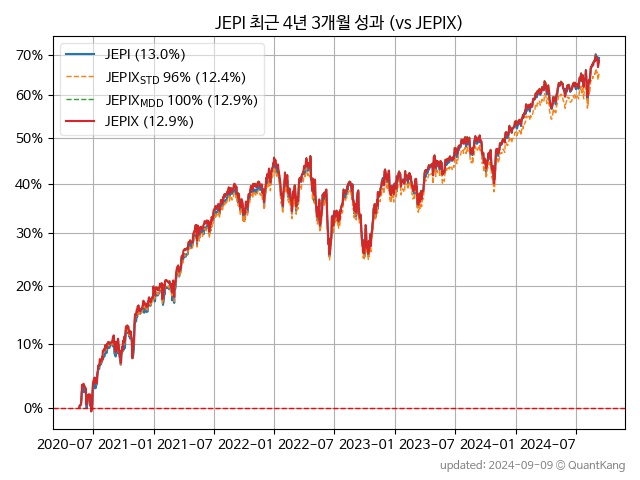 JEPI 최근 4년 3개월 성과 (vs JEPIX)
JEPI (13.0%)
JEPIX_STD 96% (12.4%)
JEPIX_MDD 100% (12.9%)
JEPIX (12.9%)
70%
60%
50%
40%
30%
20%
10%
0%
2020-07 2021-01 2021-07 2022-01 2022-07 2023-01 2023-07 2024-01 2024-07
updated: 2024-09-09 © QuantKang